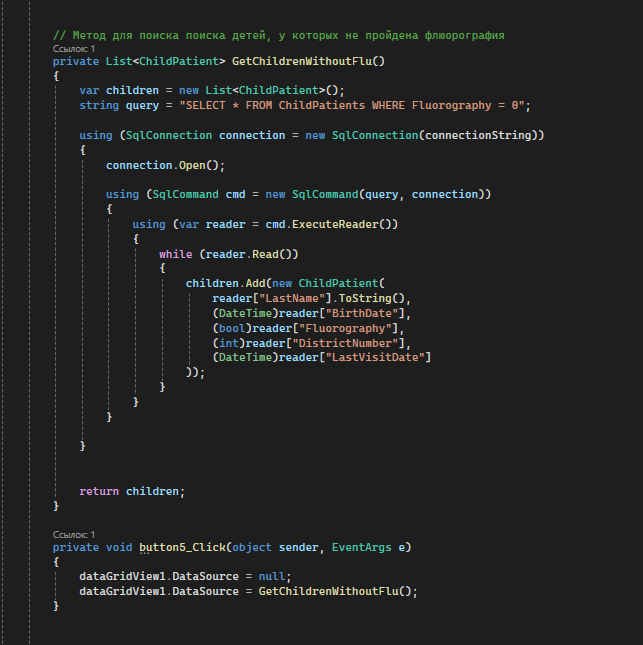 // Метод для поиска поиска детей, у которых не пройдена флюорография
Ссылок: 1
private List<ChildPatient> GetChildrenWithoutFlu()
{
var children = new List<ChildPatient>();
string query = "SELECT * FROM ChildPatients WHERE Fluorography = 0";
using (SqlConnection connection = new SqlConnection(connectionString))
{
connection.Open();
using (SqlCommand cmd = new SqlCommand(query, connection))
{
using (var reader = cmd.ExecuteReader())
{
while (reader.Read())
{
children.Add(new ChildPatient(
reader["LastName"].ToString(),
(DateTime)reader["BirthDate"],
(bool)reader["Fluorography"],
(int)reader["DistrictNumber"],
(DateTime)reader["LastVisitDate"]
));
}
}
}
}
return children;
}
Ссылок: 1
private void button5_Click(object sender, EventArgs e)
{
dataGridView1.DataSource = null;
dataGridView1.DataSource = GetChildrenWithoutFlu();
}